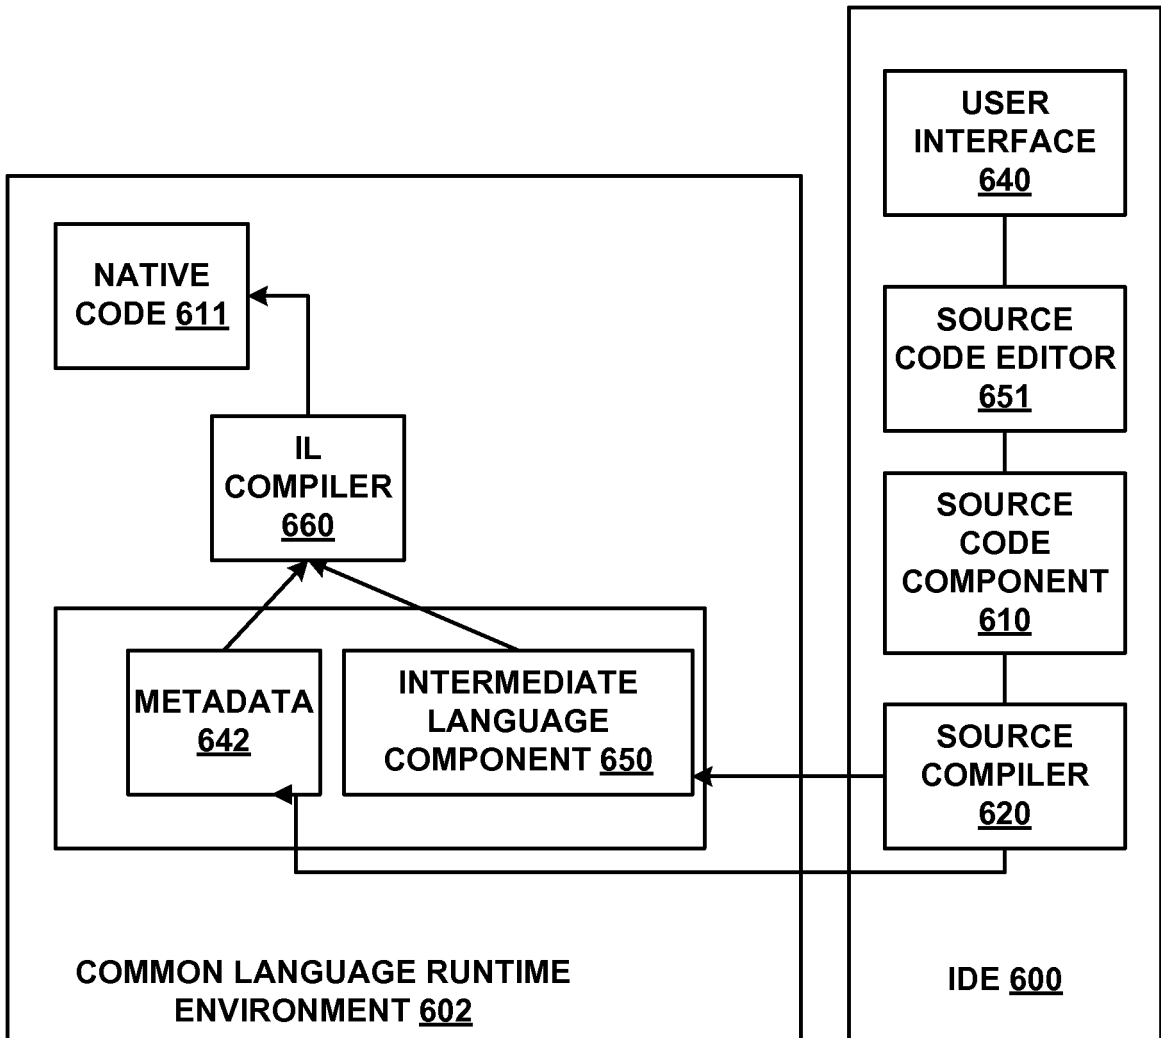 USER
INTERFACE
640
NATIVE
CODE 611
SOURCE
CODE EDITOR
651
IL
COMPILER
660
SOURCE
CODE
COMPONENT
610
METADATA
642
INTERMEDIATE
LANGUAGE
COMPONENT 650
SOURCE
COMPILER
620
COMMON LANGUAGE RUNTIME
ENVIRONMENT 602
IDE 600